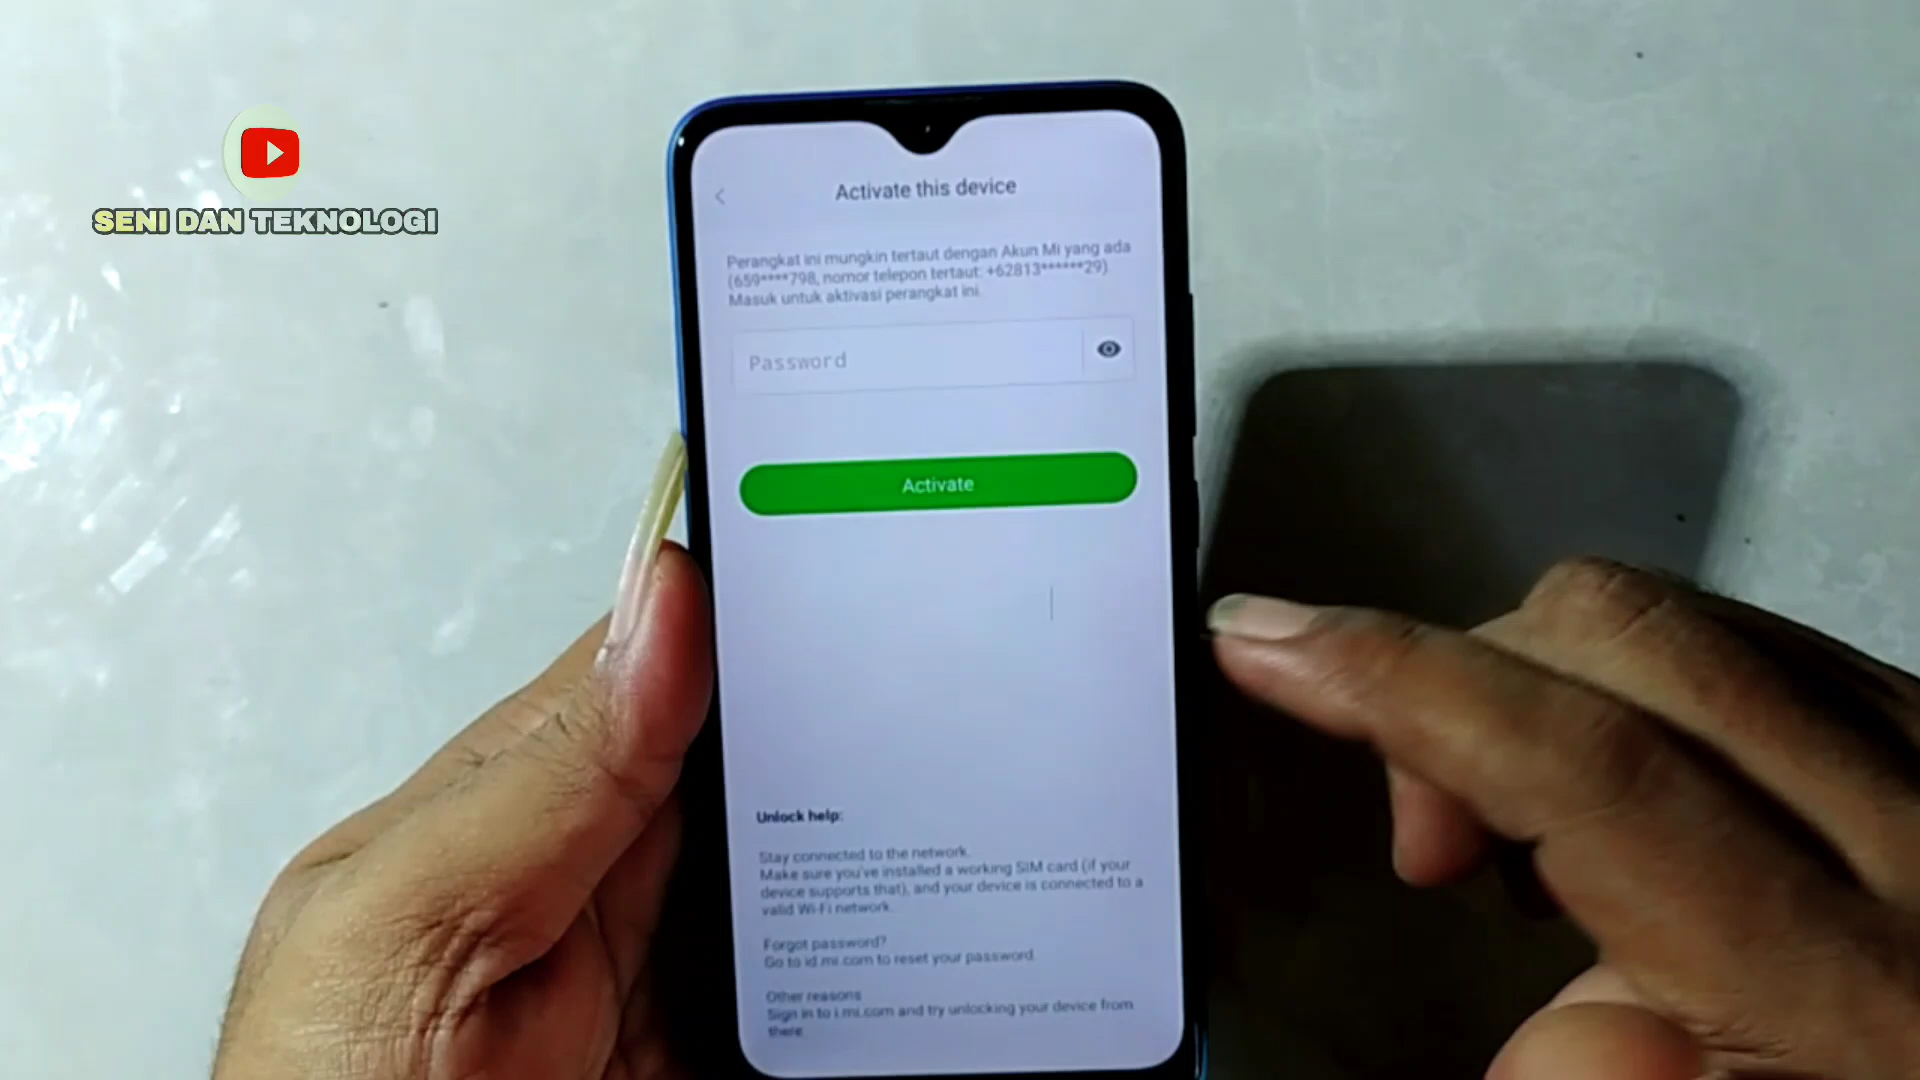 SENI DAN TEKNOLOGI
Activate this device
Perangkat ini mungkin tertaut dengan Akun Mi yang ada
(659****798, nomor telepon tertaut: +62813******29).
Masuk untuk aktivasi perangkat ini.
Password
Activate
Unlock help:
Stay connected to the network.
Make sure you've installed a working SIM card (if your
device supports that), and your device is connected to a
valid Wi-Fi network.
Forgot password?
Go to id.mi.com to reset your password.
Other reasons
Sign in to i.mi.com and try unlocking your device from
there